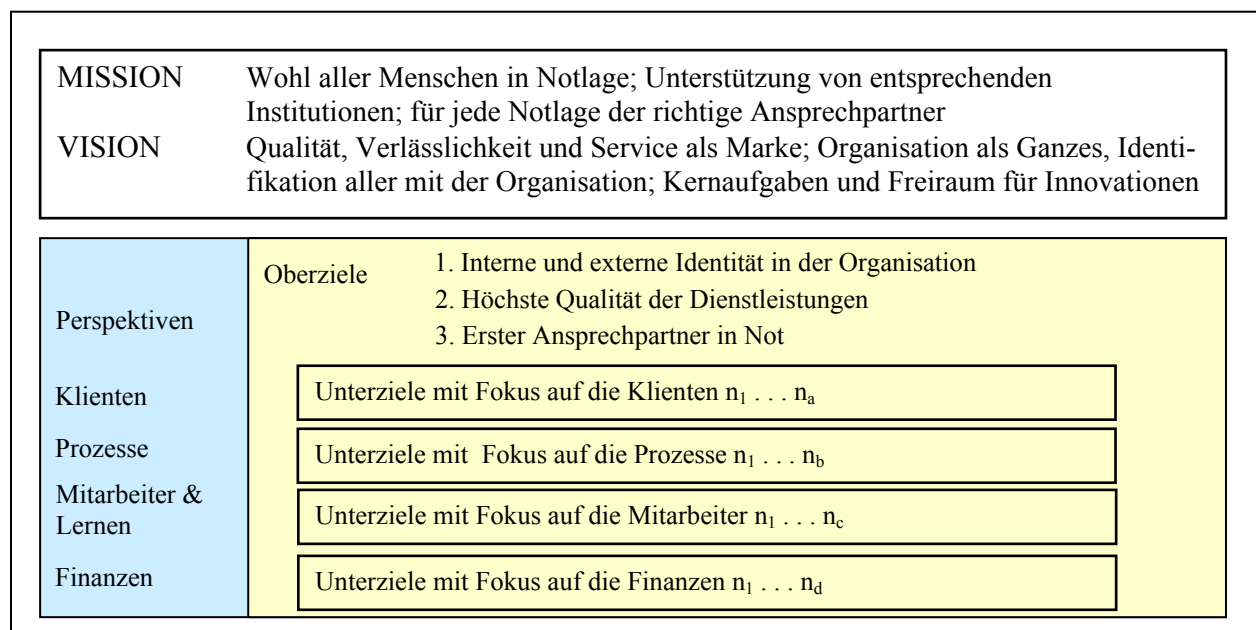 MISSION Wohl aller Menschen in Notlage; Unterstützung von entsprechenden
Institutionen; für jede Notlage der richtige Ansprechpartner
VISION Qualität, Verlässlichkeit und Service als Marke; Organisation als Ganzes, Identi-
fikation aller mit der Organisation; Kernaufgaben und Freiraum für Innovationen
Perspektiven
Oberziele
1. Interne und externe Identität in der Organisation
2. Höchste Qualität der Dienstleistungen
3. Erster Ansprechpartner in Not
Klienten
Unterziele mit Fokus auf die Klienten n₁ . . . nₐ
Prozesse
Unterziele mit Fokus auf die Prozesse n₁ . . . n_b
Mitarbeiter &
Lernen
Unterziele mit Fokus auf die Mitarbeiter n₁ . . . n_c
Finanzen
Unterziele mit Fokus auf die Finanzen n₁ . . . n_d